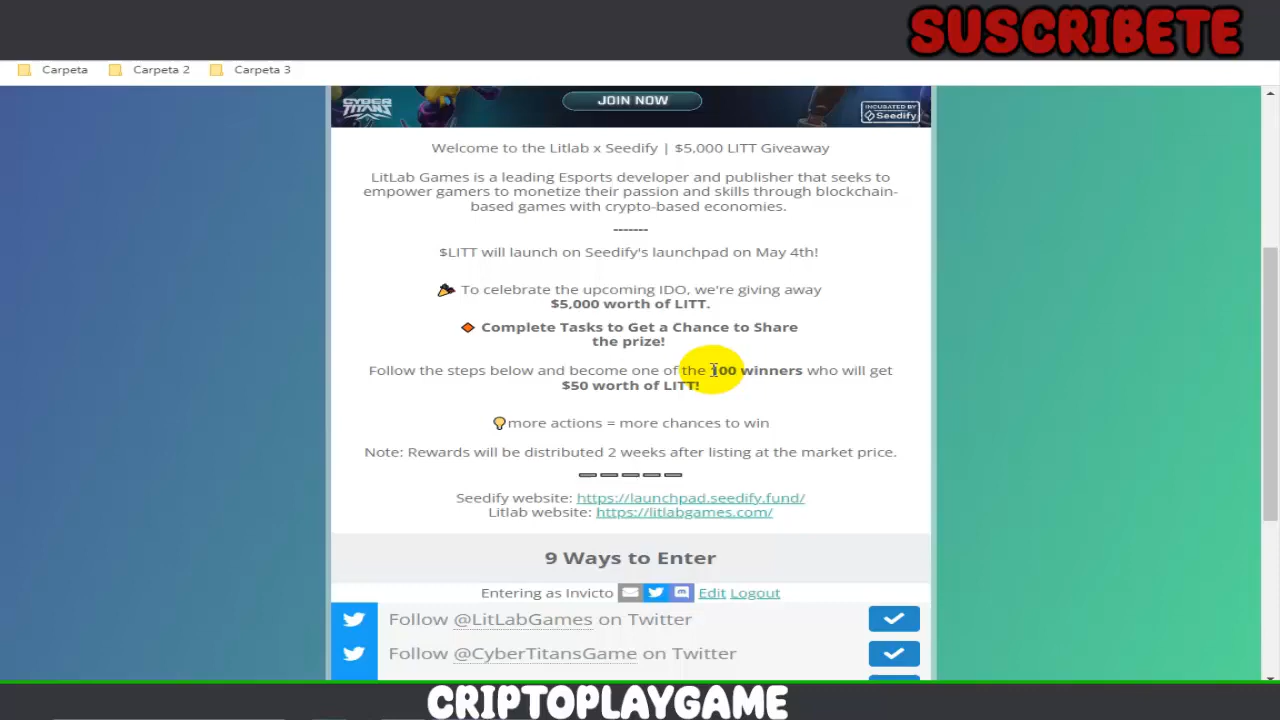 SUSCRIBETE
Carpeta
Carpeta 2
Carpeta 3
CYBER
TITANS
JOIN NOW
INCUBATED BY
Seedify
Welcome to the Litlab x Seedify | $5,000 LITT Giveaway
LitLab Games is a leading Esports developer and publisher that seeks to
empower gamers to monetize their passion and skills through blockchain-
based games with crypto-based economies.
-------
$LITT will launch on Seedify's launchpad on May 4th!
🎉 To celebrate the upcoming IDO, we're giving away
$5,000 worth of LITT.
🔶 Complete Tasks to Get a Chance to Share
the prize!
Follow the steps below and become one of the 100 winners who will get
$50 worth of LITT!
💡more actions = more chances to win
Note: Rewards will be distributed 2 weeks after listing at the market price.
Seedify website: https://launchpad.seedify.fund/
Litlab website: https://litlabgames.com/
9 Ways to Enter
Entering as Invicto Edit Logout
Follow @LitLabGames on Twitter
Follow @CyberTitansGame on Twitter
CRIPTOPLAYGAME